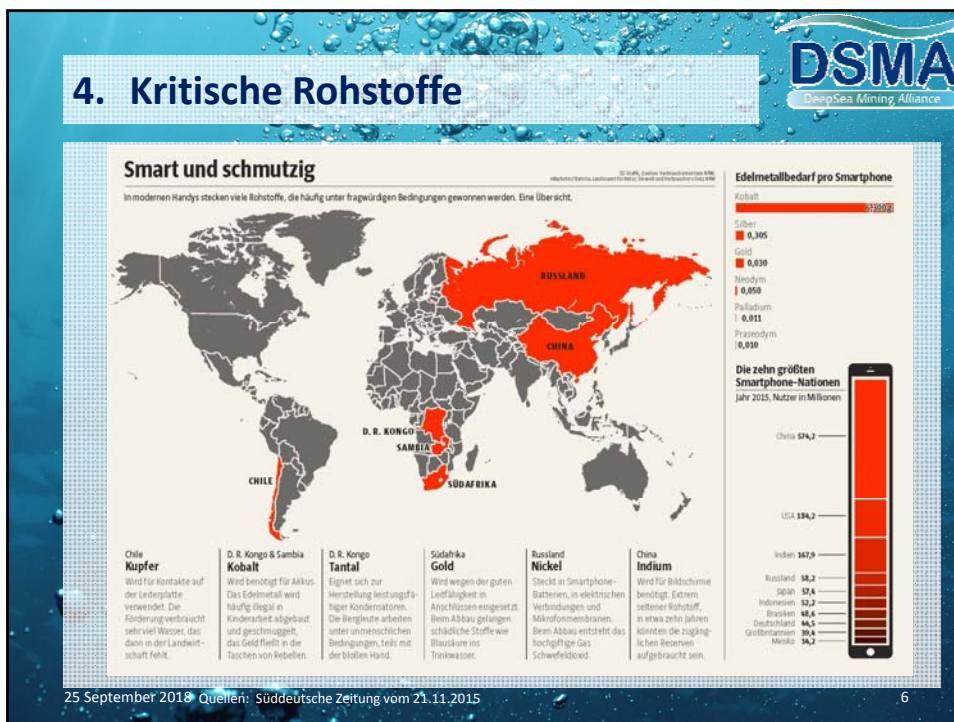 4. Kritische Rohstoffe
DSMA
DeepSea Mining Alliance
Smart und schmutzig
In modernen Handys stecken viele Rohstoffe, die häufig unter fragwürdigen Bedingungen gewonnen werden. Eine Übersicht.
RUSSLAND
CHINA
D. R. KONGO
SAMBIA
CHILE
SÜDAFRIKA
Chile
Kupfer
Wird für Kontakte auf
der Leiterplatte
verwendet. Die
Förderung verbraucht
sehr viel Wasser, das
dann in der Landwirt-
schaft fehlt.
D. R. Kongo & Sambia
Kobalt
Wird benötigt für Akkus.
Das Edelmetall wird
häufig illegal in
Kinderarbeit abgebaut
und geschmuggelt,
das Geld fließt in die
Taschen von Rebellen.
D. R. Kongo
Tantal
Eignet sich zur
Herstellung leistungsfä-
higer Kondensatoren.
Die Bergleute arbeiten
unter unmenschlichen
Bedingungen, teils mit
der bloßen Hand.
Südafrika
Gold
Wird wegen der guten
Leitfähigkeit in
Anschlüssen eingesetzt.
Beim Abbau gelangen
schädliche Stoffe wie
Blausäure ins
Trinkwasser.
Russland
Nickel
Steckt in Smartphone-
Batterien, in elektrischen
Verbindungen und
Mikrofonmembranen.
Beim Abbau entsteht das
hochgiftige Gas
Schwefeldioxid.
China
Indium
Wird für Bildschirme
benötigt. Extrem
seltener Rohstoff,
in etwa zehn Jahren
könnten die zugäng-
lichen Reserven
aufgebraucht sein.
Edelmetallbedarf pro Smartphone
Kobalt
Silber
0,305
Gold
0,030
Neodym
0,050
Palladium
0,011
Praseodym
0,010
Die zehn größten
Smartphone-Nationen
Jahr 2015, Nutzer in Millionen
China 574,2
USA 184,2
Indien 167,9
Russland 58,2
Japan 57,4
Indonesien 52,2
Brasilien 48,6
Deutschland 44,5
Großbritannien 39,4
Mexiko 34,2
25 September 2018 Quellen: Süddeutsche Zeitung vom 21.11.2015
6